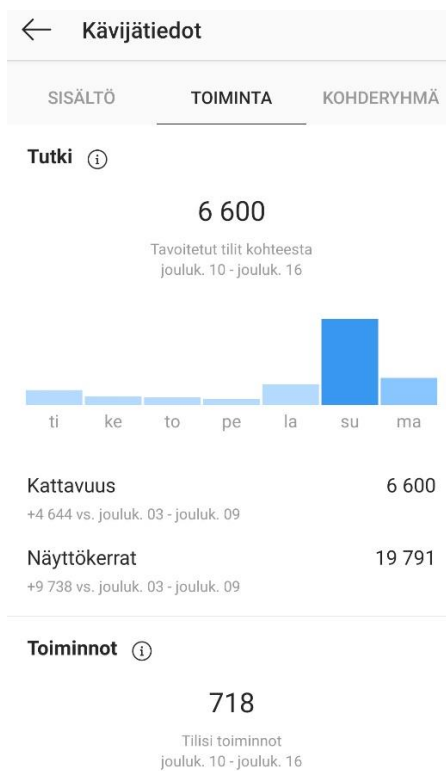 Kävijätiedot
SISÄLTÖ TOIMINTA KOHDERYHMÄ
Tutki
6 600
Tavoitetut tilit kohteesta
jouluk. 10 - jouluk. 16
ti ke to pe la su ma
Kattavuus 6 600
+4 644 vs. jouluk. 03 - jouluk. 09
Näyttökerrat 19 791
+9 738 vs. jouluk. 03 - jouluk. 09
Toiminnot
718
Tilisi toiminnot
jouluk. 10 - jouluk. 16